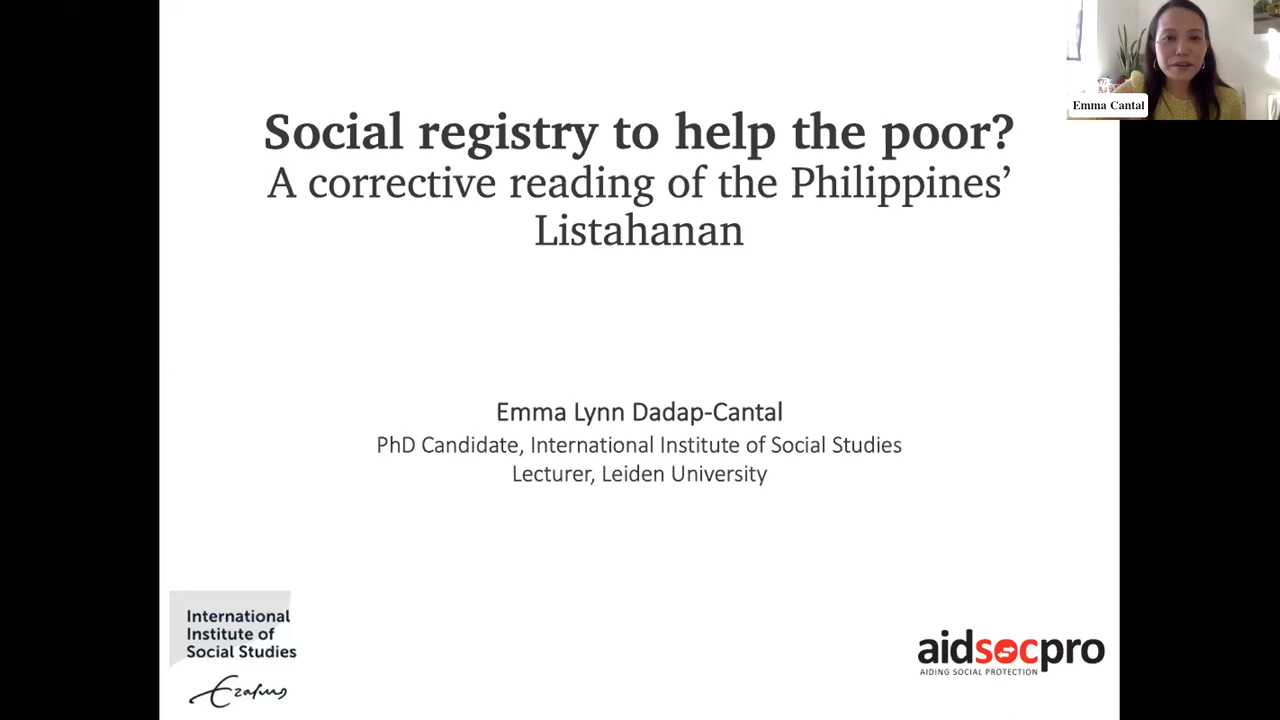 Emma Cantal
Social registry to help the poor?
A corrective reading of the Philippines’
Listahanan
Emma Lynn Dadap-Cantal
PhD Candidate, International Institute of Social Studies
Lecturer, Leiden University
International
Institute of
Social Studies
Erasmus
aidsocpro
AIDING SOCIAL PROTECTION